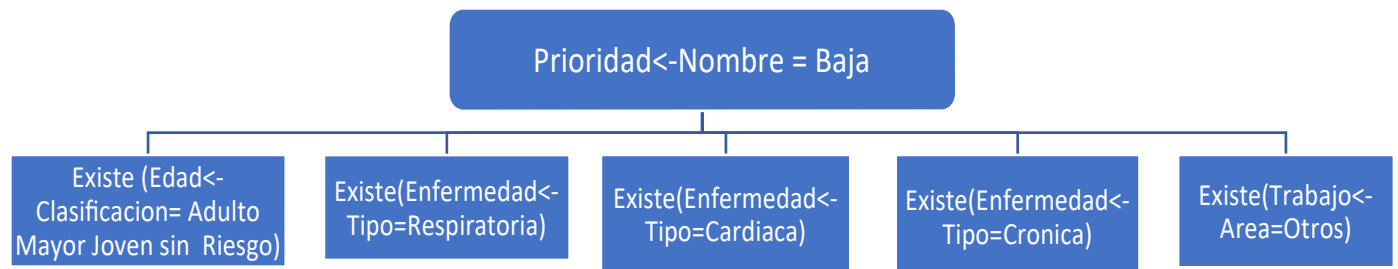 Prioridad<-Nombre = Baja
Existe (Edad<-
Clasificacion= Adulto
Mayor Joven sin  Riesgo)
Existe(Enfermedad<-
Tipo=Respiratoria)
Existe(Enfermedad<-
Tipo=Cardiaca)
Existe(Enfermedad<-
Tipo=Cronica)
Existe(Trabajo<-
Area=Otros)